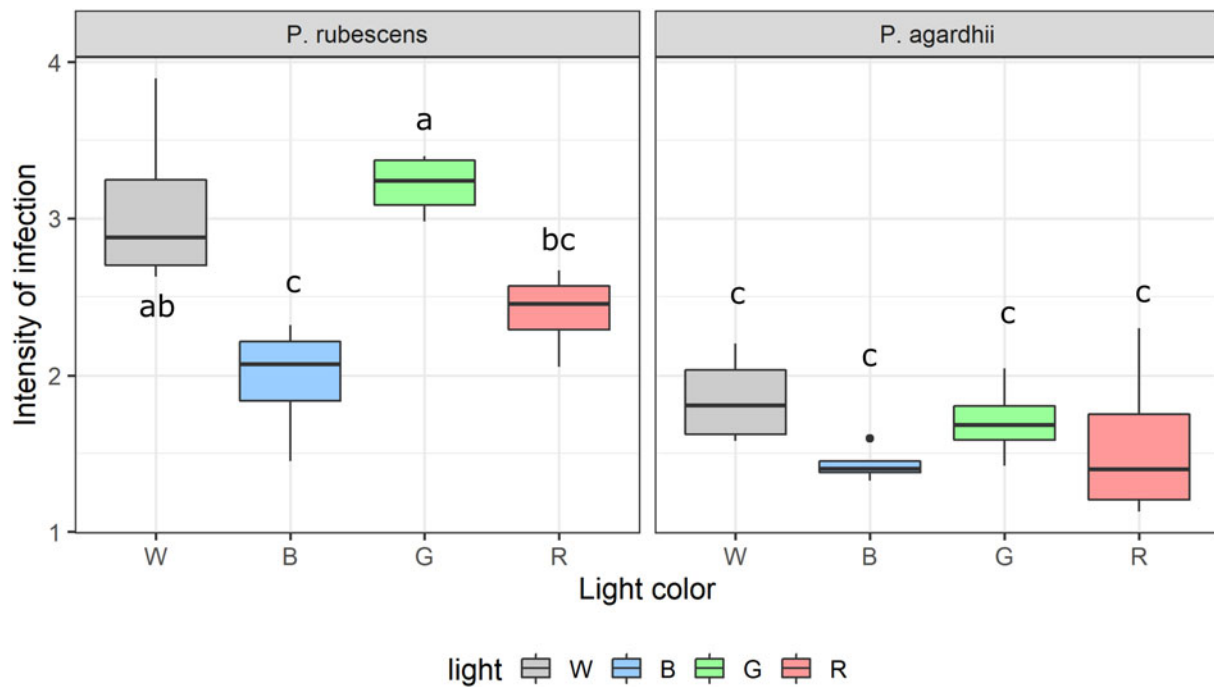 P. rubescens
P. agardhii
Intensity of infection
4
3
2
1
ab
c
a
bc
c
c
c
c
W B G R
W B G R
Light color
light W B G R